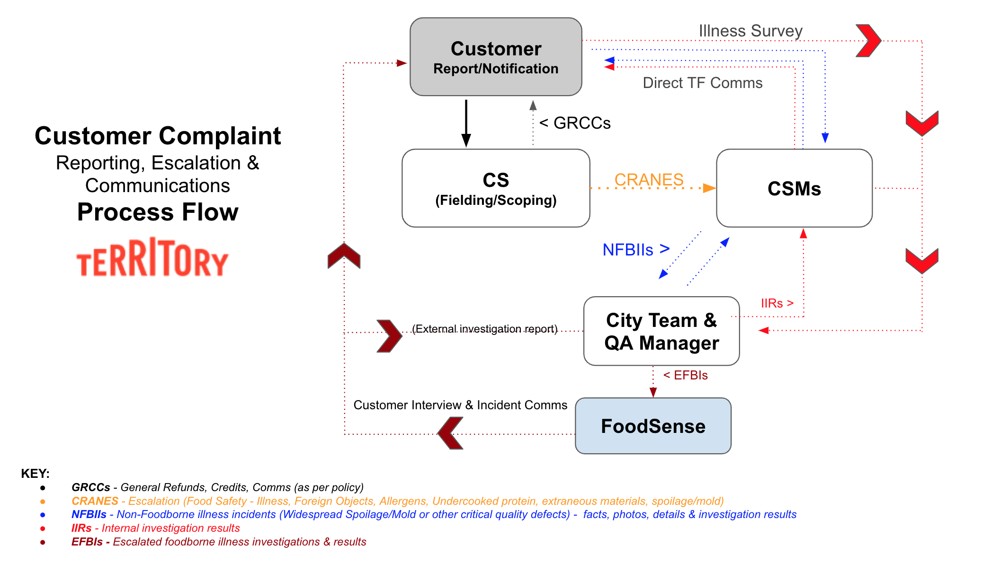 Customer
Report/Notification
Illness Survey
Direct TF Comms
< GRCCs
Customer Complaint
Reporting, Escalation &
Communications
Process Flow
TERRITORY
CS
(Fielding/Scoping)
CRANES
CSMs
NFBIIs >
IIRs >
City Team &
QA Manager
(External investigation report)
< EFBIs
Customer Interview & Incident Comms
FoodSense
KEY:
● GRCCs - General Refunds, Credits, Comms (as per policy)
● CRANES - Escalation (Food Safety - Illness, Foreign Objects, Allergens, Undercooked protein, extraneous materials, spoilage/mold)
● NFBIIs - Non-Foodborne illness incidents (Widespread Spoilage/Mold or other critical quality defects) - facts, photos, details & investigation results
● IIRs - Internal investigation results
● EFBIs - Escalated foodborne illness investigations & results